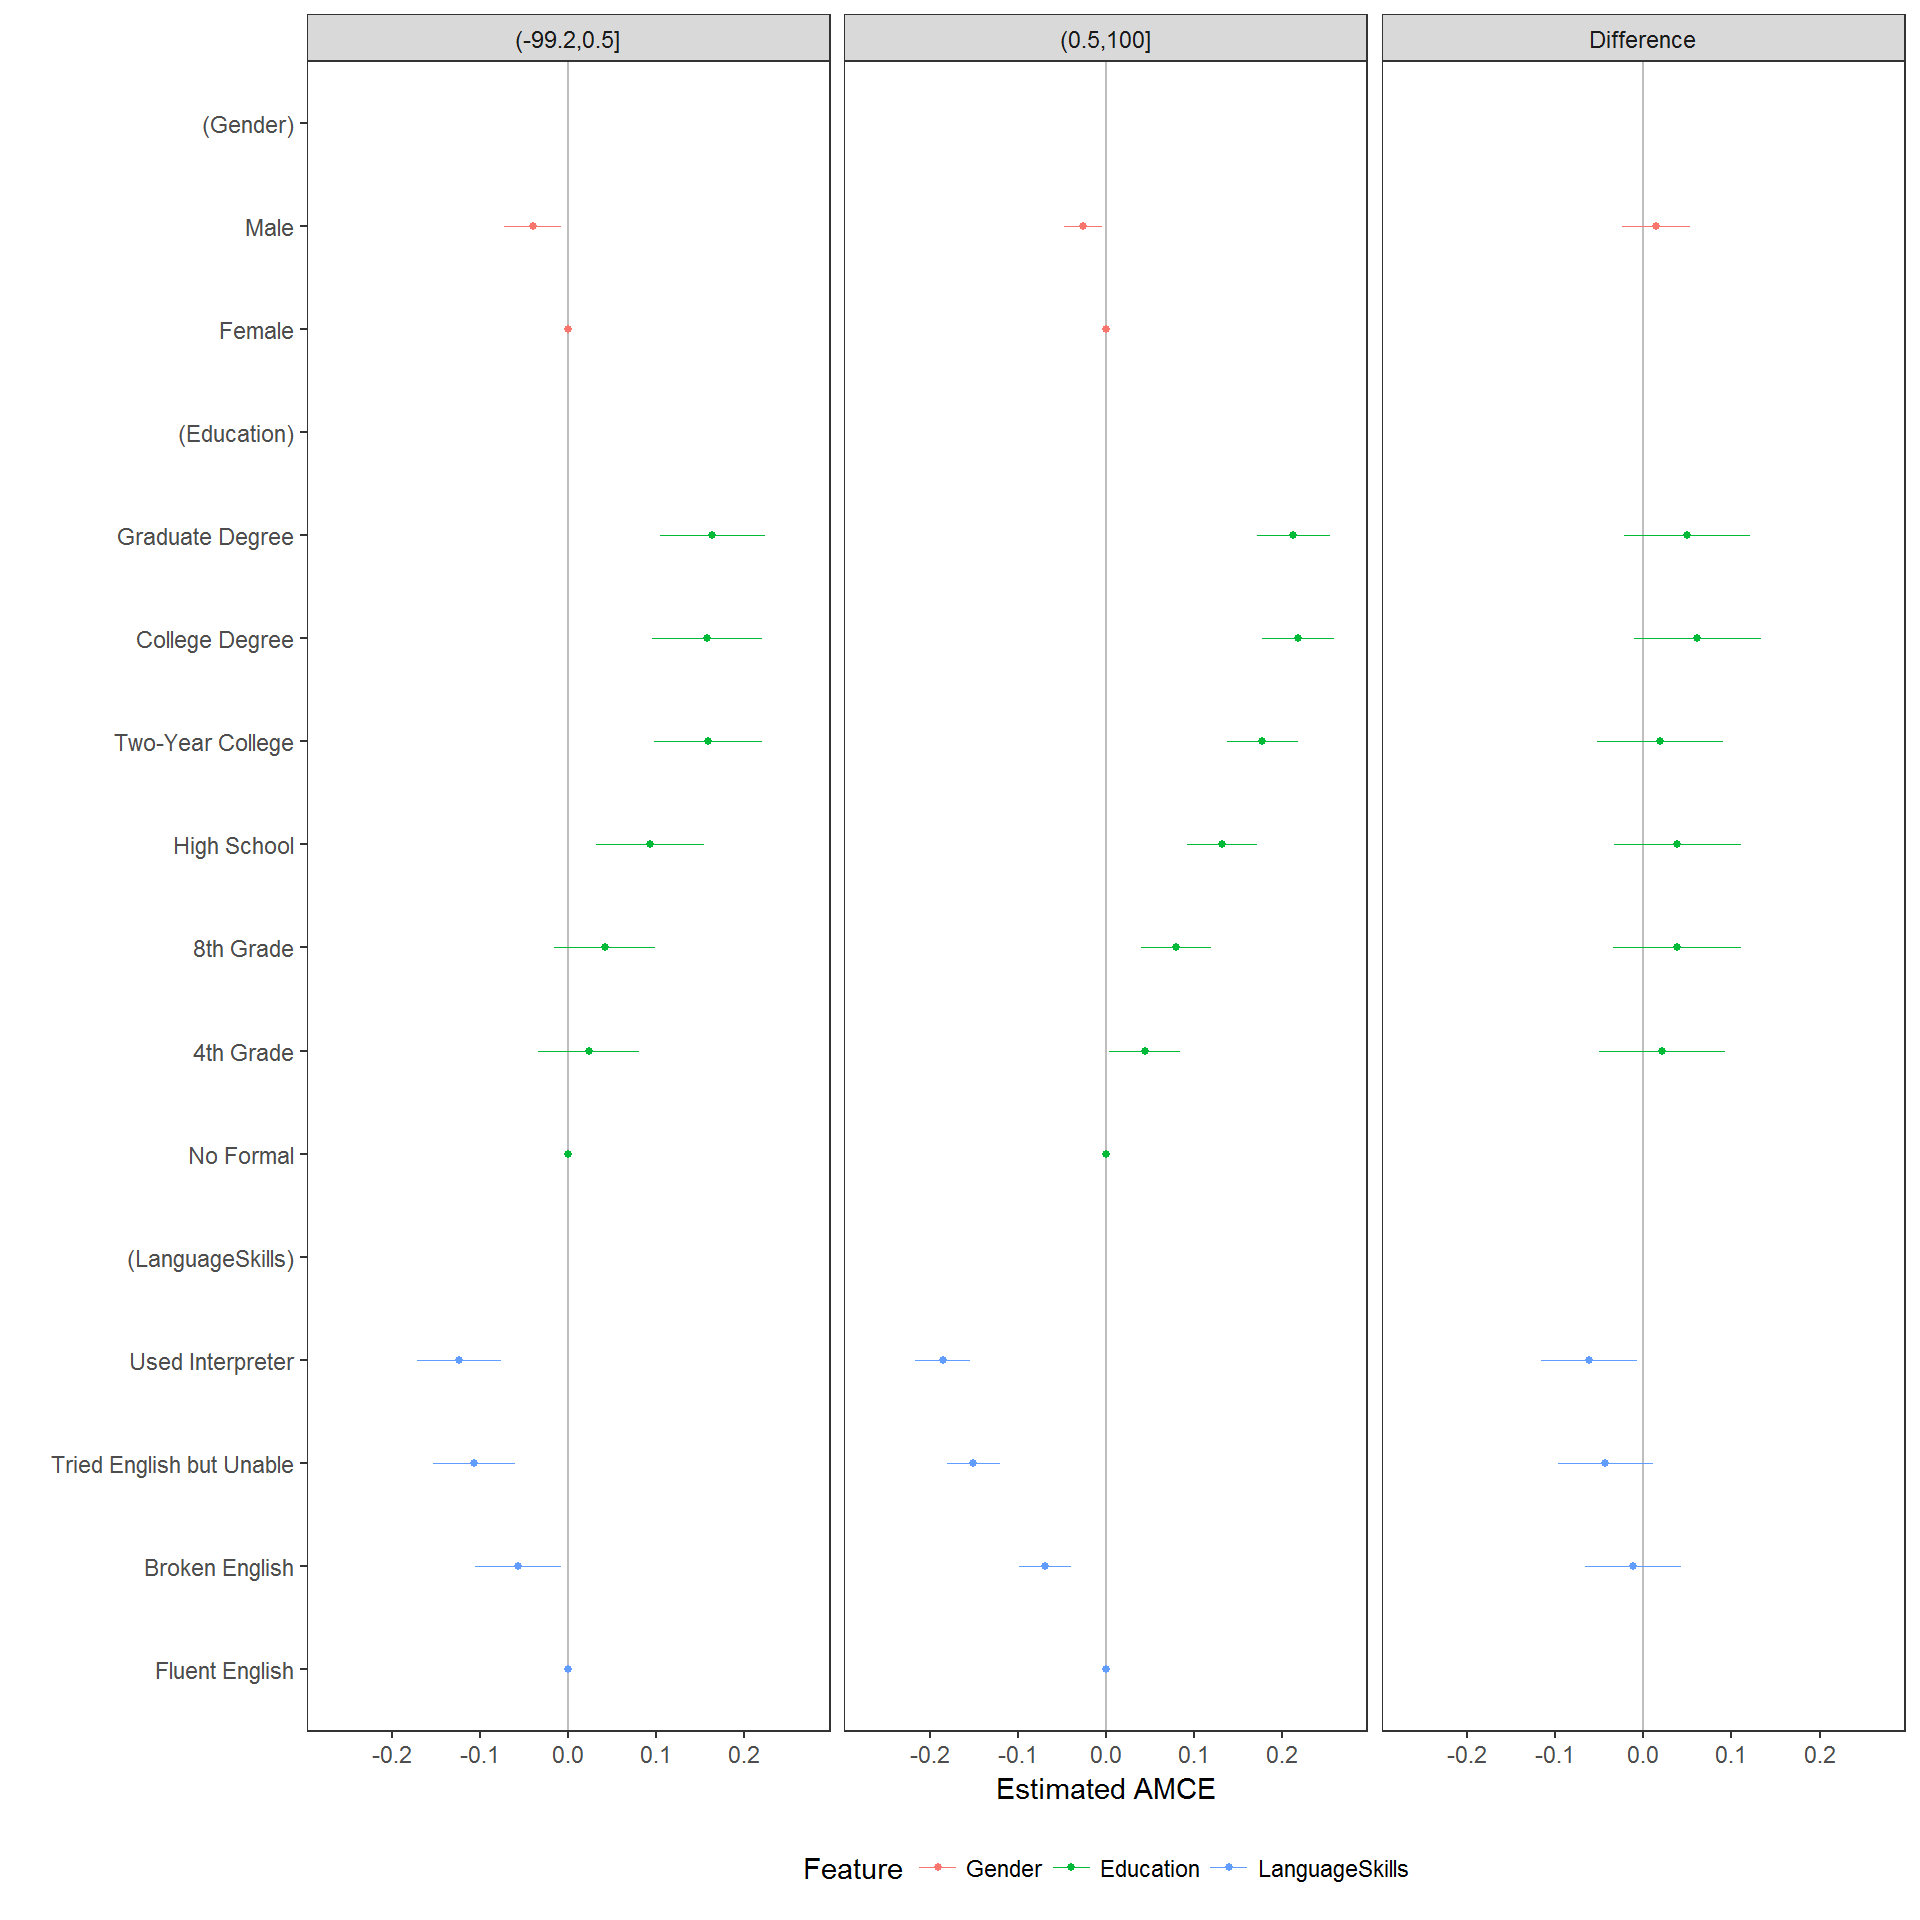 (-99.2,0.5] (0.5,100] Difference
(Gender)
Male
Female
(Education)
Graduate Degree
College Degree
Two-Year College
High School
8th Grade
4th Grade
No Formal
(LanguageSkills)
Used Interpreter
Tried English but Unable
Broken English
Fluent English
-0.2 -0.1 0.0 0.1 0.2 -0.2 -0.1 0.0 0.1 0.2 -0.2 -0.1 0.0 0.1 0.2
Estimated AMCE
Feature Gender Education LanguageSkills